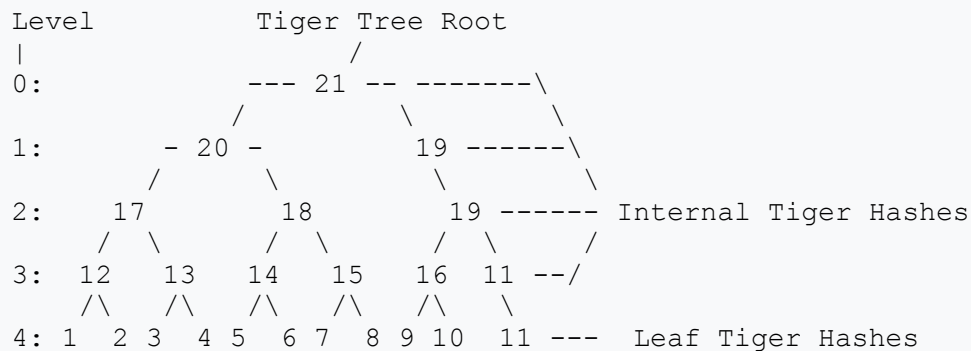 Level          Tiger Tree Root
|                    /
0:            --- 21 -- -------\
             /         \        \
1:       - 20 -         19 ------\
        /      \         \        \
2:    17        18        19 ------ Internal Tiger Hashes
     /  \      /  \      /  \     /
3:  12   13   14   15   16   11 --/
    /\   /\   /\   /\   /\    \
4: 1  2 3  4 5  6 7  8 9 10   11 ---  Leaf Tiger Hashes